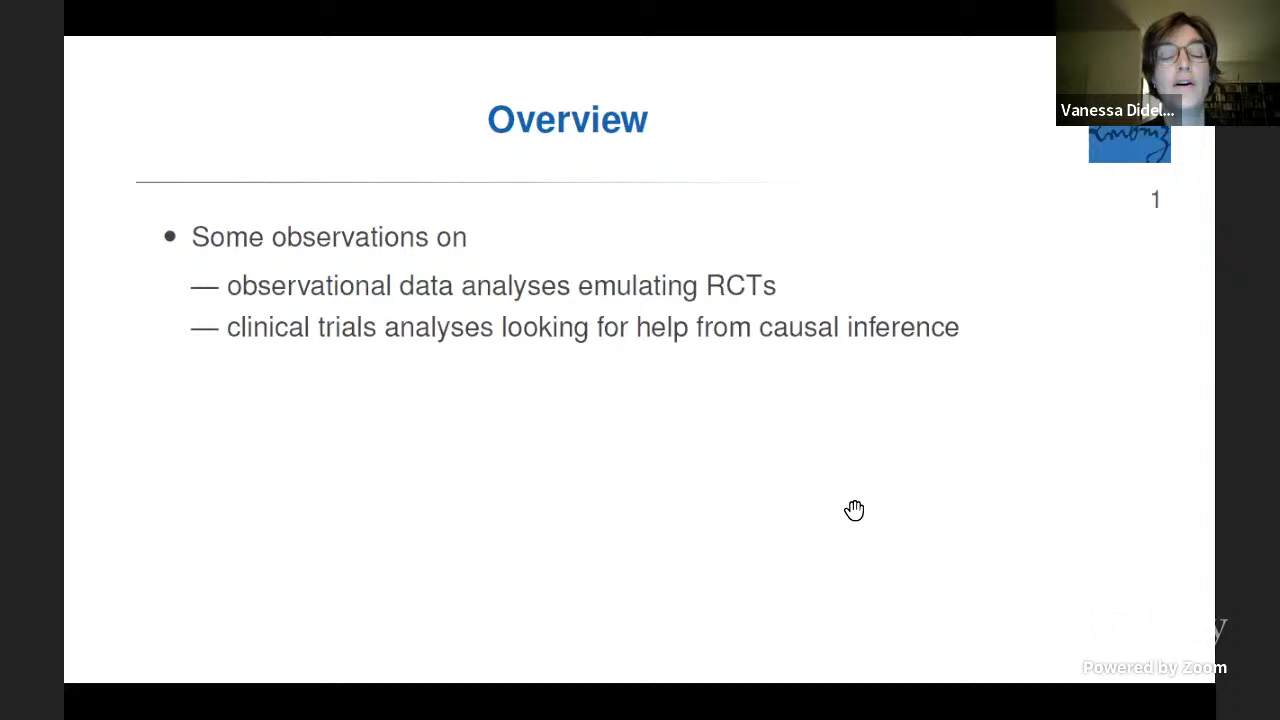 Overview
Vanessa Didel...
1
• Some observations on
— observational data analyses emulating RCTs
— clinical trials analyses looking for help from causal inference
Powered by Zoom